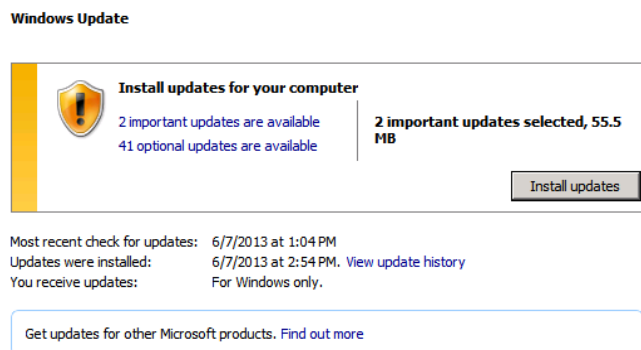 Windows Update
Install updates for your computer
2 important updates are available
41 optional updates are available
2 important updates selected, 55.5
MB
Install updates
Most recent check for updates: 6/7/2013 at 1:04 PM
Updates were installed: 6/7/2013 at 2:54 PM. View update history
You receive updates: For Windows only.
Get updates for other Microsoft products. Find out more